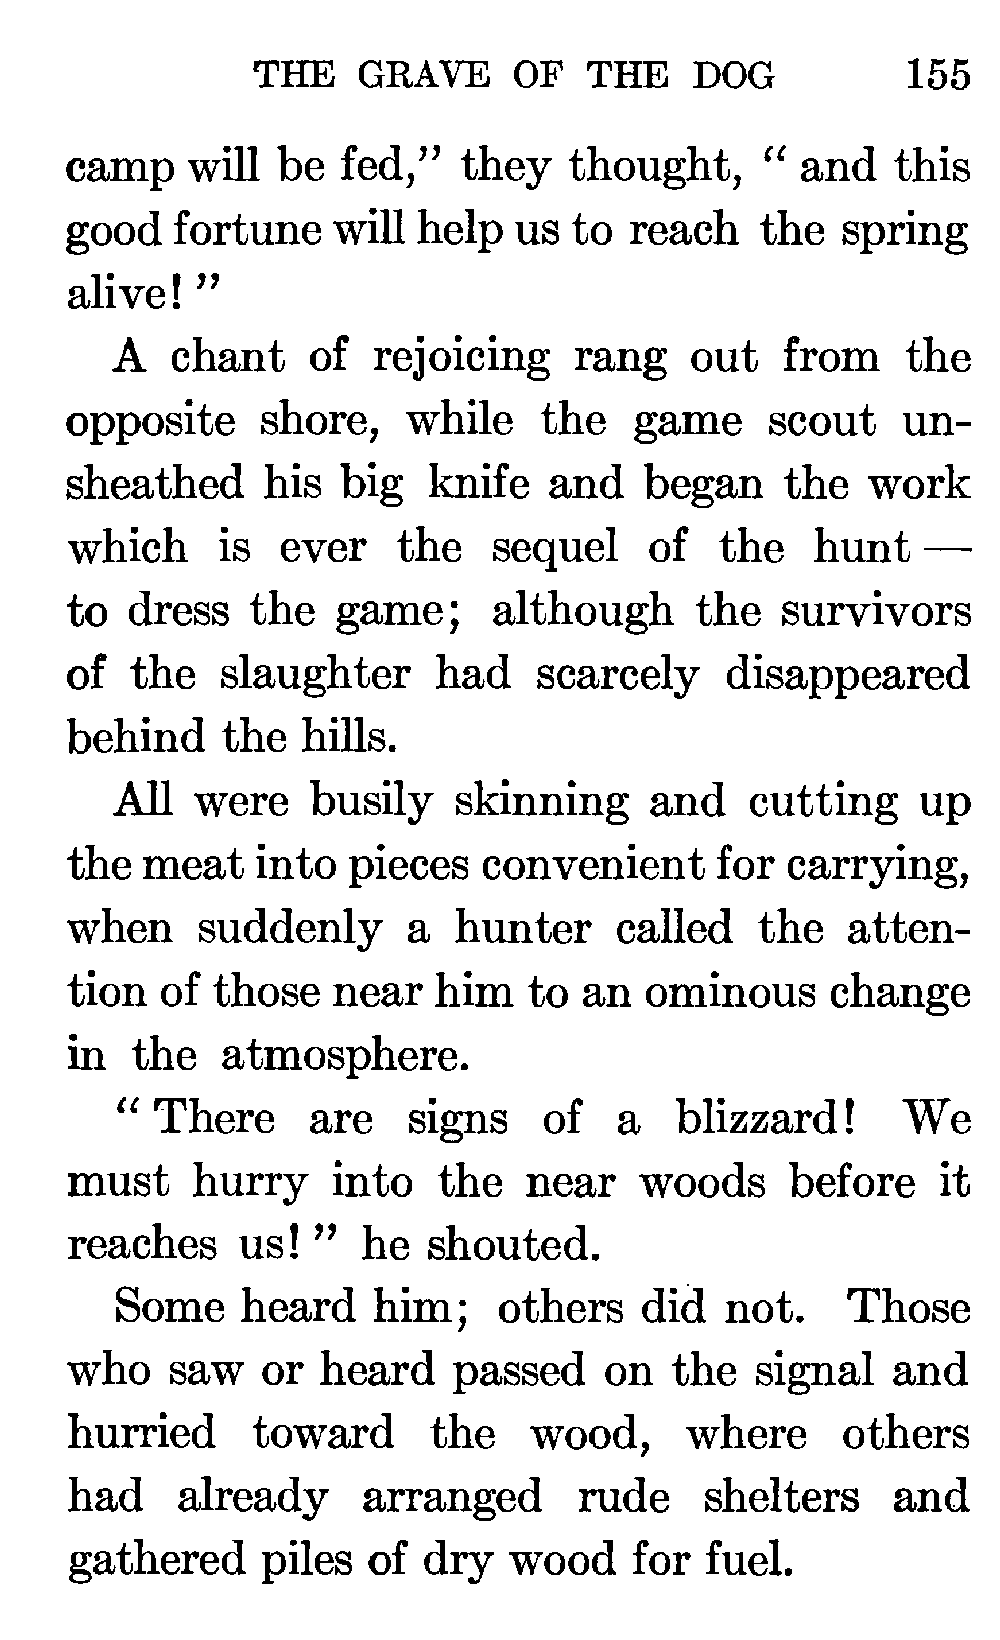 THE GRAVE OF THE DOG 155
camp will be fed,” they thought, “ and this
good fortune will help us to reach the spring
alive! ”
A chant of rejoicing rang out from the
opposite shore, while the game scout un-
sheathed his big knife and began the work
which is ever the sequel of the hunt —
to dress the game; although the survivors
of the slaughter had scarcely disappeared
behind the hills.
All were busily skinning and cutting up
the meat into pieces convenient for carrying,
when suddenly a hunter called the atten-
tion of those near him to an ominous change
in the atmosphere.
“ There are signs of a blizzard! We
must hurry into the near woods before it
reaches us! ” he shouted.
Some heard him; others did not. Those
who saw or heard passed on the signal and
hurried toward the wood, where others
had already arranged rude shelters and
gathered piles of dry wood for fuel.